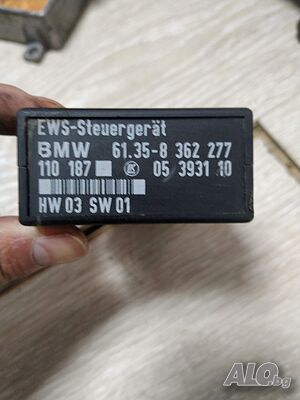 EWS-Steuergerät
BMW 61.35-8 362 277
110 187 05 3931 10
HW 03 SW 01
ALO.bg